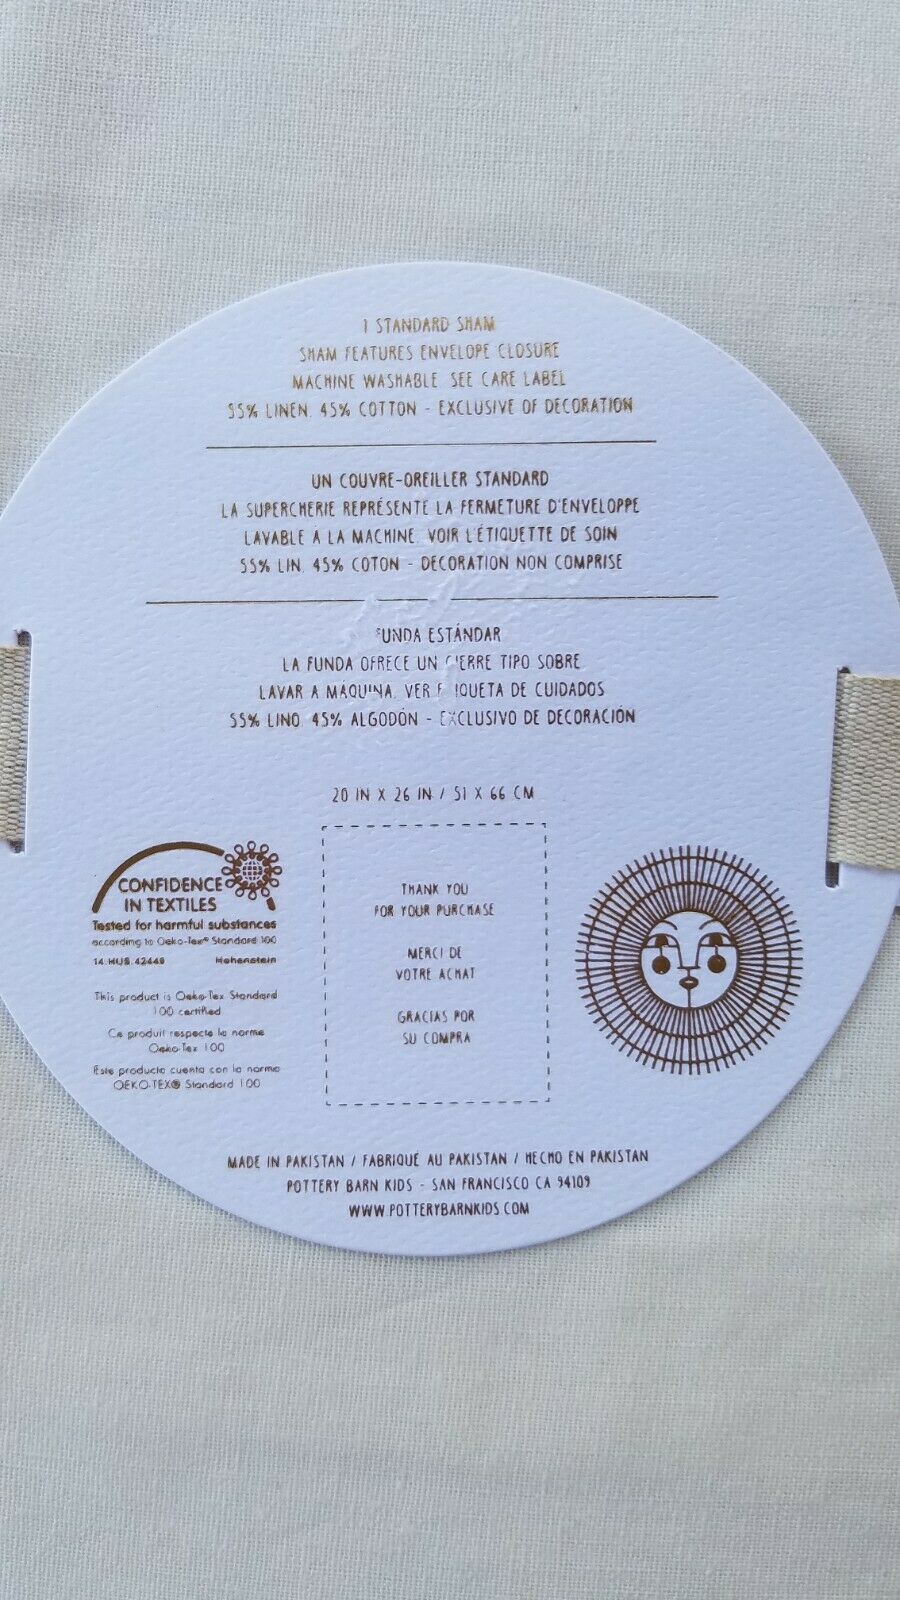 1 STANDARD SHAM
SHAM FEATURES ENVELOPE CLOSURE
MACHINE WASHABLE. SEE CARE LABEL
55% LINEN, 45% COTTON - EXCLUSIVE OF DECORATION
UN COUVRE-OREILLER STANDARD
LA SUPERCHERIE REPRÉSENTE LA FERMETURE D'ENVELOPPE
LAVABLE À LA MACHINE. VOIR L'ÉTIQUETTE DE SOIN
55% LIN, 45% COTON - DÉCORATION NON COMPRISE
FUNDA ESTÁNDAR
LA FUNDA OFRECE UN CIERRE TIPO SOBRE
LAVAR A MÁQUINA. VER ETIQUETA DE CUIDADOS
55% LINO, 45% ALGODÓN - EXCLUSIVO DE DECORACIÓN
20 IN X 26 IN / 51 X 66 CM
CONFIDENCE
IN TEXTILES
Tested for harmful substances
according to Oeko-Tex® Standard 100
14.HUS.42449 Hohenstein
This product is Oeko-Tex Standard
100 certified
Ce produit respecte la norme
Oeko-Tex 100
Este producto cuenta con la norma
OEKO-TEX® Standard 100
THANK YOU
FOR YOUR PURCHASE
MERCI DE
VOTRE ACHAT
GRACIAS POR
SU COMPRA
MADE IN PAKISTAN / FABRIQUÉ AU PAKISTAN / HECHO EN PAKISTAN
POTTERY BARN KIDS - SAN FRANCISCO CA 94109
WWW.POTTERYBARNKIDS.COM